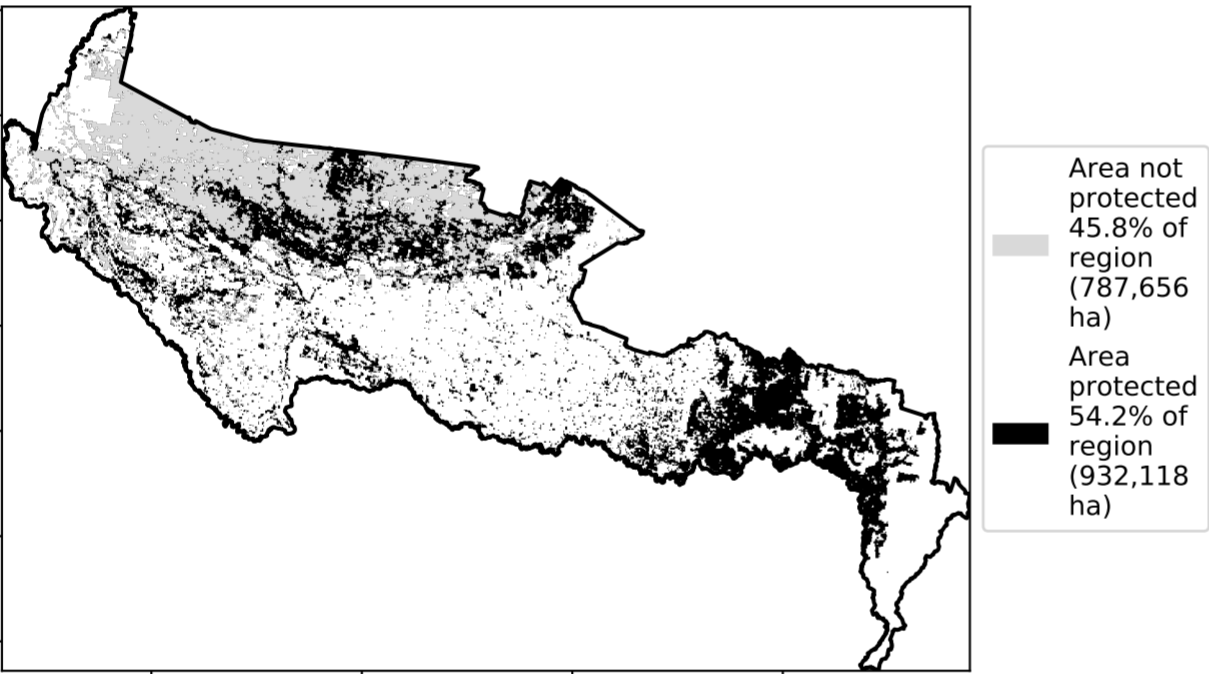 Area not
protected
45.8% of
region
(787,656
ha)
Area
protected
54.2% of
region
(932,118
ha)